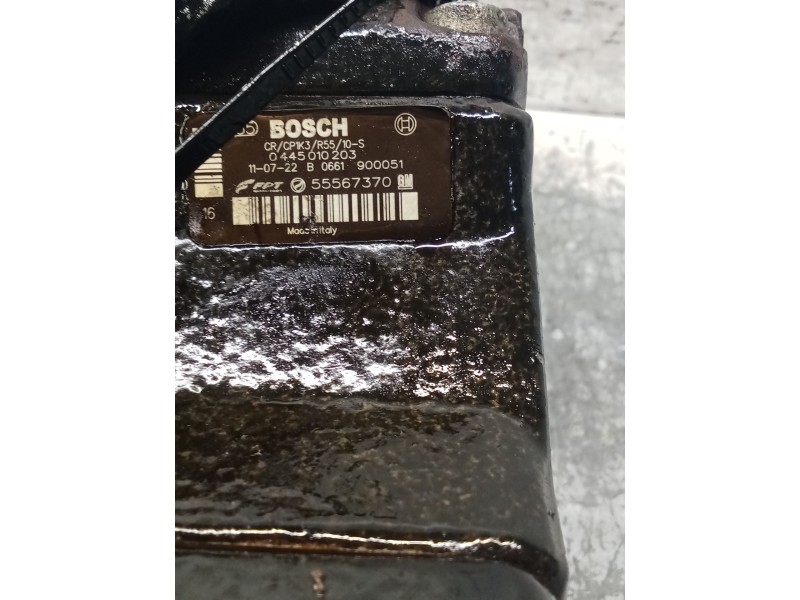 BOSCH
CR/CP1K3/R55/10-S
0 445 010 203
11-07-22 B 0661 900051
FPT 55567370 GM
16
Made in Italy